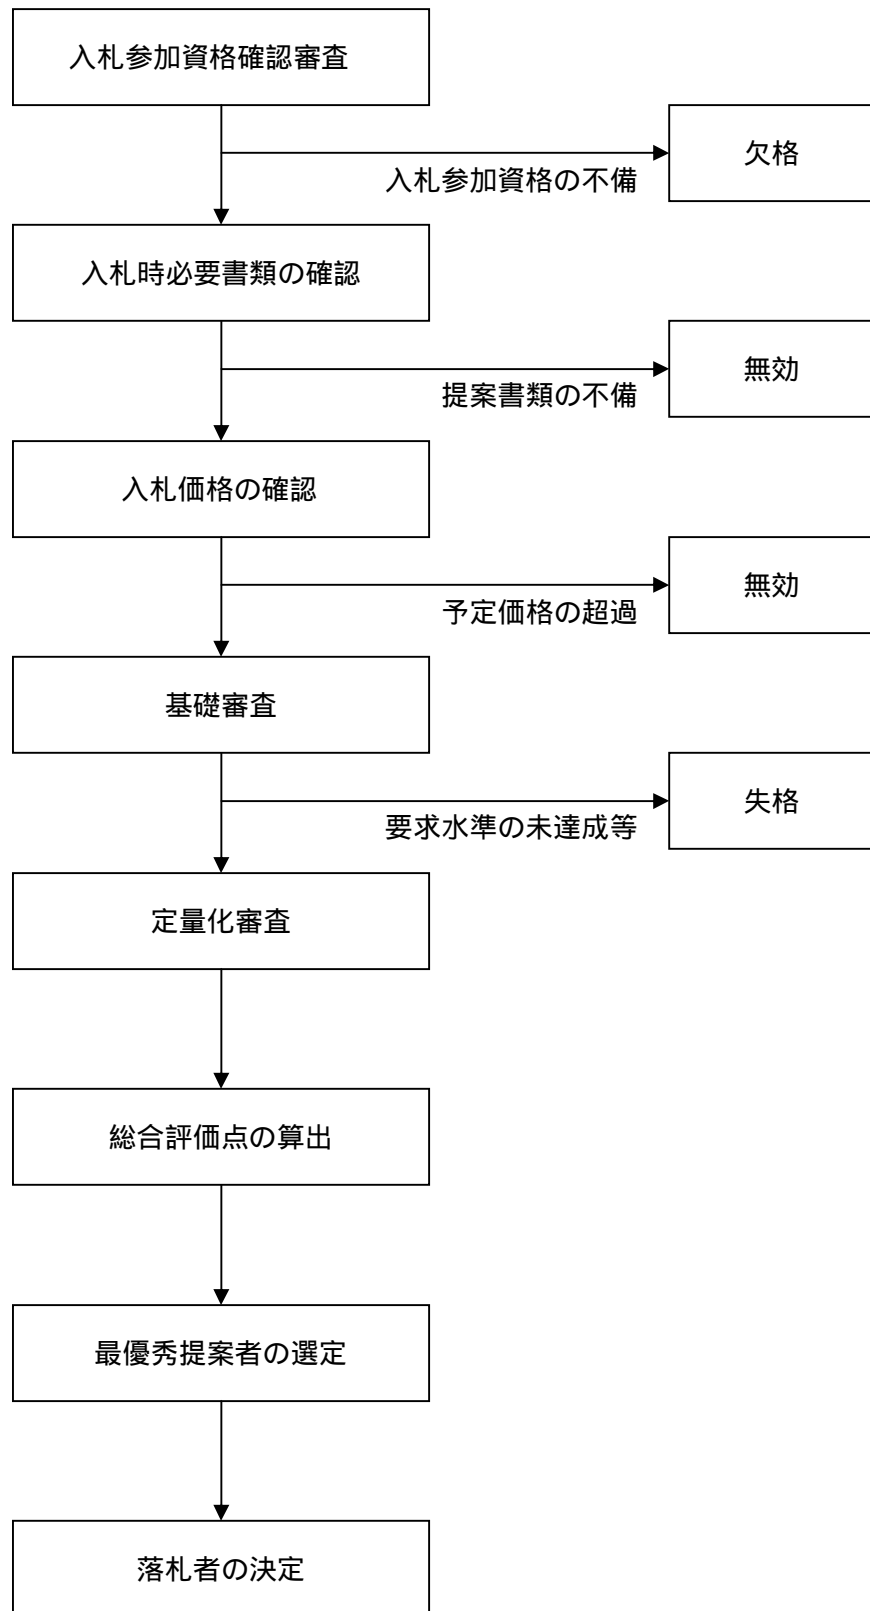 入札参加資格確認審査
欠格
入札参加資格の不備
入札時必要書類の確認
無効
提案書類の不備
入札価格の確認
無効
予定価格の超過
基礎審査
失格
要求水準の未達成等
定量化審査
総合評価点の算出
最優秀提案者の選定
落札者の決定